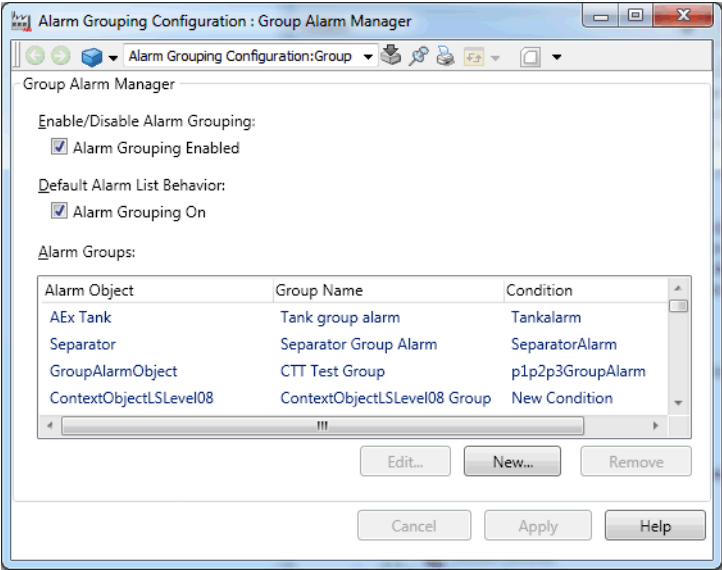 Alarm Grouping Configuration : Group Alarm Manager
Alarm Grouping Configuration:Group
Group Alarm Manager
Enable/Disable Alarm Grouping:
Alarm Grouping Enabled
Default Alarm List Behavior:
Alarm Grouping On
Alarm Groups:
Alarm Object Group Name Condition
AEx Tank Tank group alarm Tankalarm
Separator Separator Group Alarm SeparatorAlarm
GroupAlarmObject CTT Test Group p1p2p3GroupAlarm
ContextObjectLSLevel08 ContextObjectLSLevel08 Group New Condition
Edit... New... Remove
Cancel Apply Help